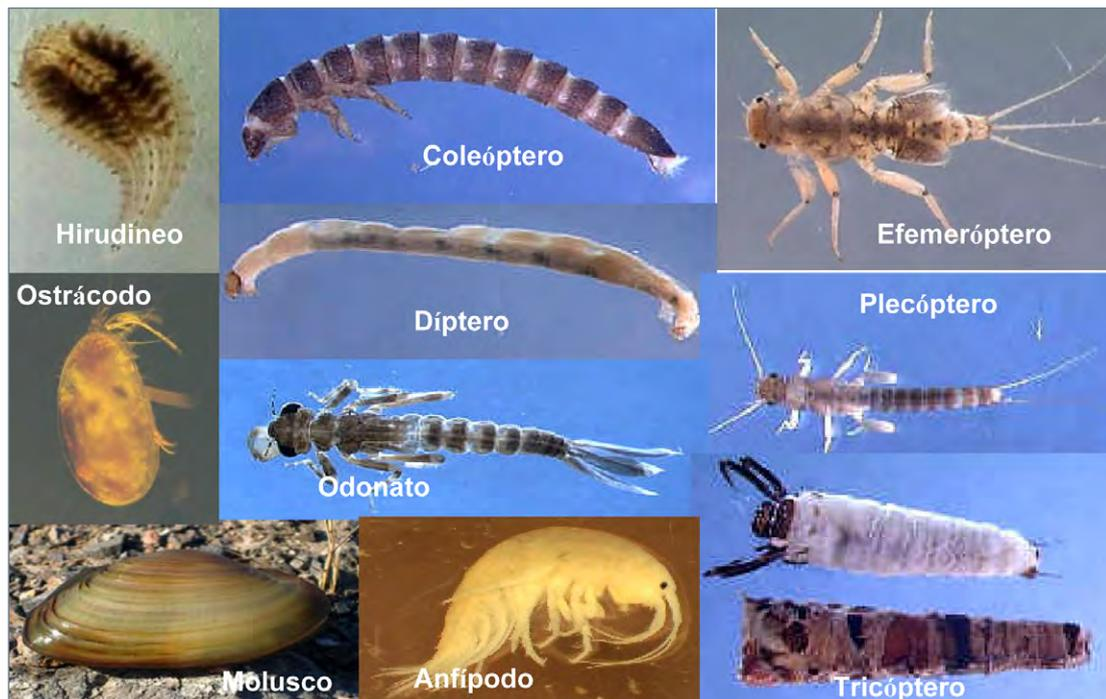 Hirudineo
Coleóptero
Efemeróptero
Ostrácodo
Díptero
Plecóptero
Odonato
Molusco
Anfípodo
Tricóptero